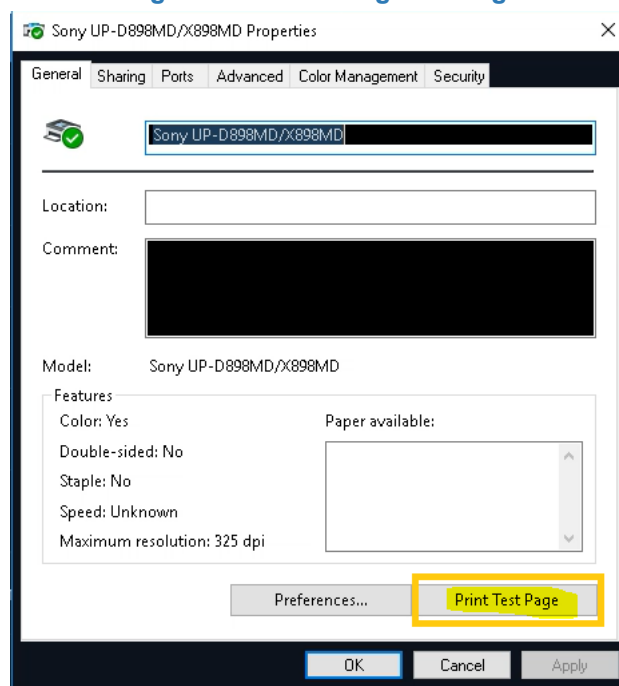 Sony UP-D898MD/X898MD Properties
General Sharing Ports Advanced Color Management Security
Sony UP-D898MD/X898MD
Location:
Comment:
Model: Sony UP-D898MD/X898MD
Features
Color: Yes
Paper available:
Double-sided: No
Staple: No
Speed: Unknown
Maximum resolution: 325 dpi
Preferences... Print Test Page
OK Cancel Apply